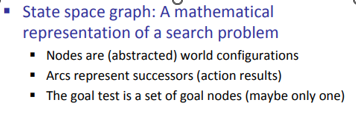 ▪ State space graph: A mathematical
representation of a search problem
▪ Nodes are (abstracted) world configurations
▪ Arcs represent successors (action results)
▪ The goal test is a set of goal nodes (maybe only one)